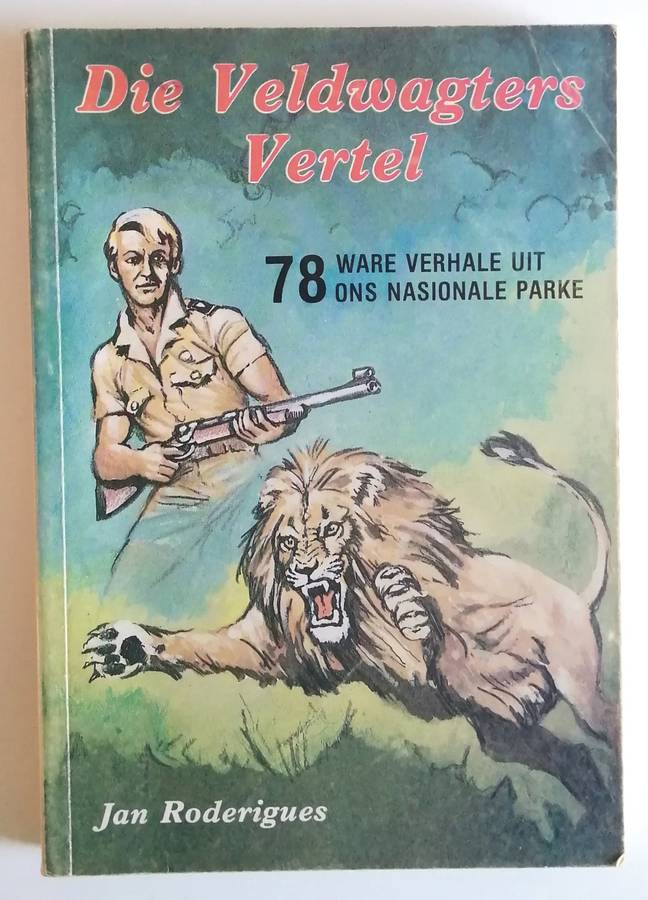 Die Veldwagters
Vertel
78 WARE VERHALE UIT
ONS NASIONALE PARKE
Jan Roderigues